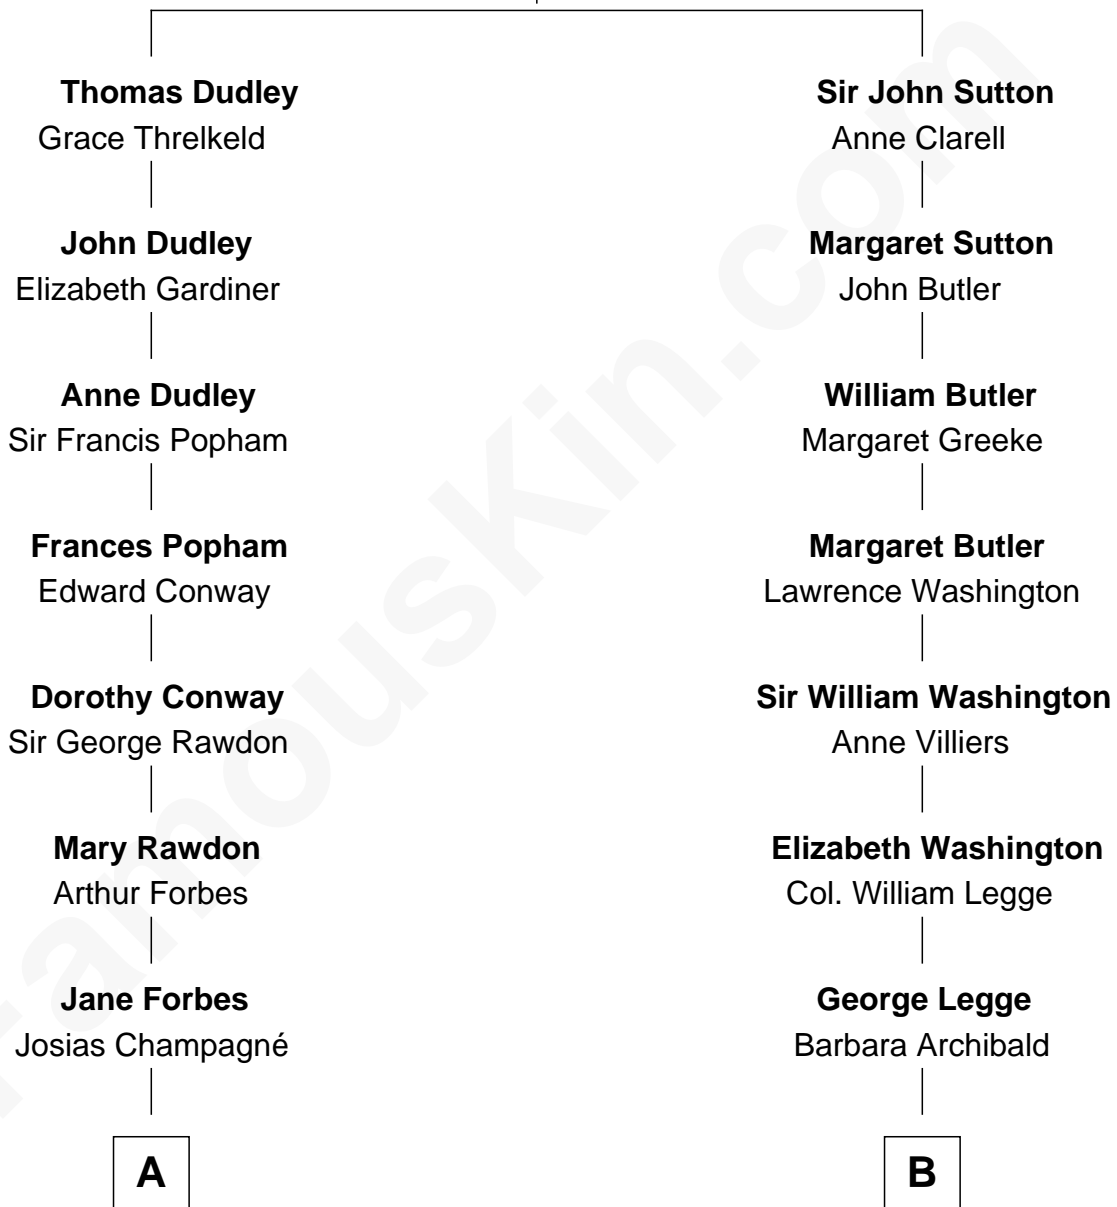 Thomas Dudley
Grace Threlkeld
John Dudley
Elizabeth Gardiner
Anne Dudley
Sir Francis Popham
Frances Popham
Edward Conway
Dorothy Conway
Sir George Rawdon
Mary Rawdon
Arthur Forbes
Jane Forbes
Josias Champagné
A
Sir John Sutton
Anne Clarell
Margaret Sutton
John Butler
William Butler
Margaret Greeke
Margaret Butler
Lawrence Washington
Sir William Washington
Anne Villiers
Elizabeth Washington
Col. William Legge
George Legge
Barbara Archibald
B
FamousKin.com